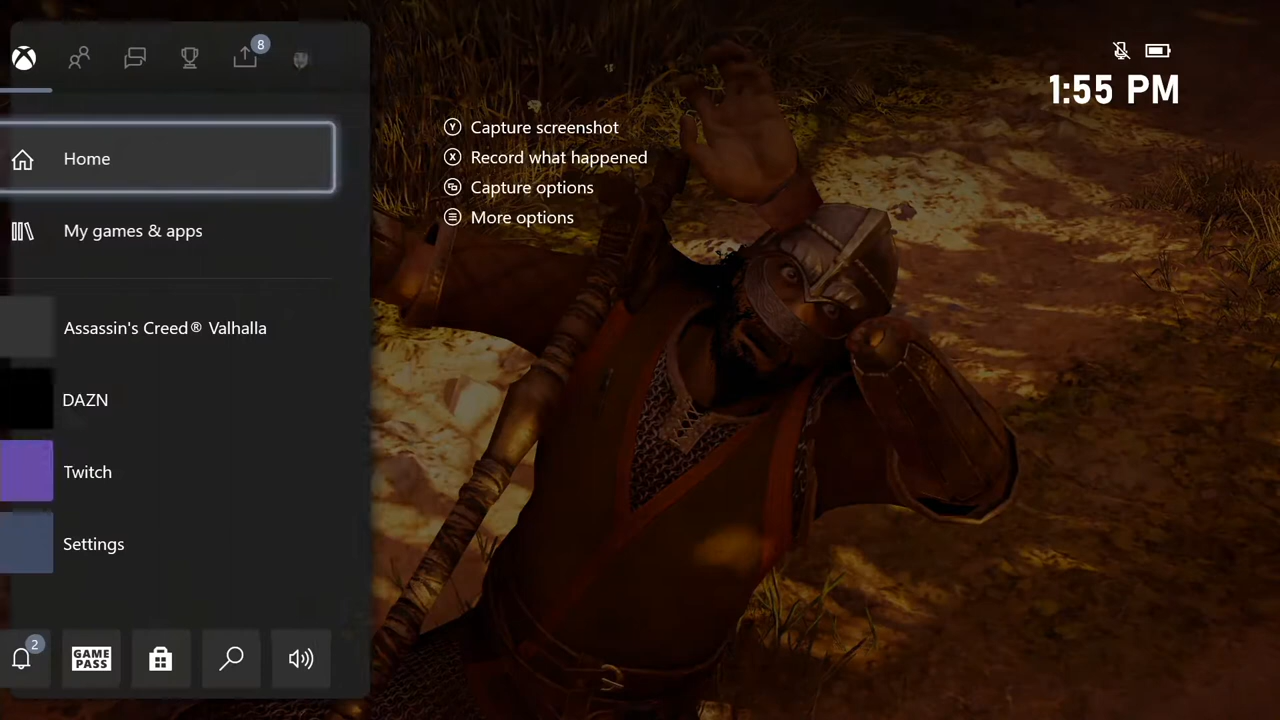 8
1:55 PM
Capture screenshot
Record what happened
Capture options
More options
Home
My games & apps
Assassin's Creed® Valhalla
DAZN
Twitch
Settings
2
GAME
PASS